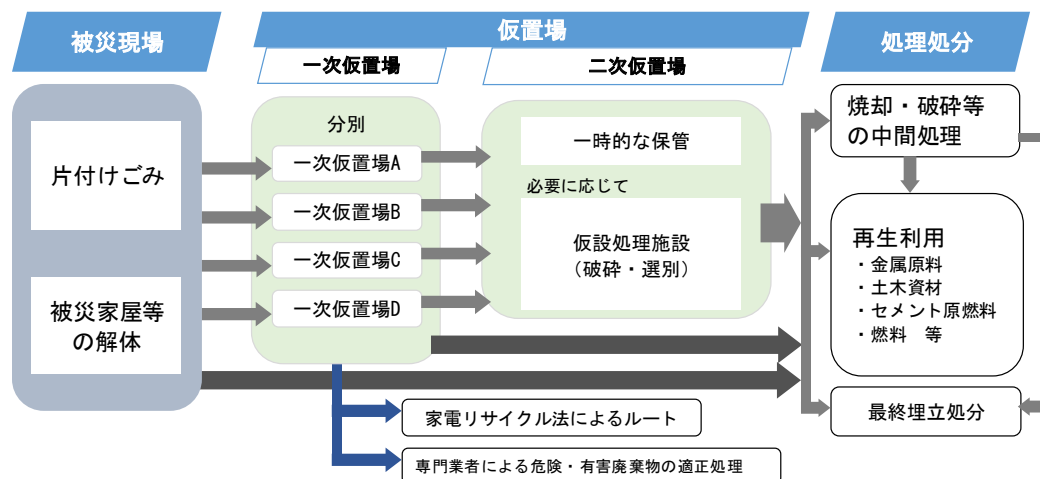 被災現場
仮置場
処理処分
一次仮置場
二次仮置場
片付けごみ
被災家屋等
の解体
分別
一次仮置場A
一次仮置場B
一次仮置場C
一次仮置場D
一時的な保管
必要に応じて
仮設処理施設
（破砕・選別）
焼却・破砕等
の中間処理
再生利用
・金属原料
・土木資材
・セメント原燃料
・燃料　等
最終埋立処分
家電リサイクル法によるルート
専門業者による危険・有害廃棄物の適正処理